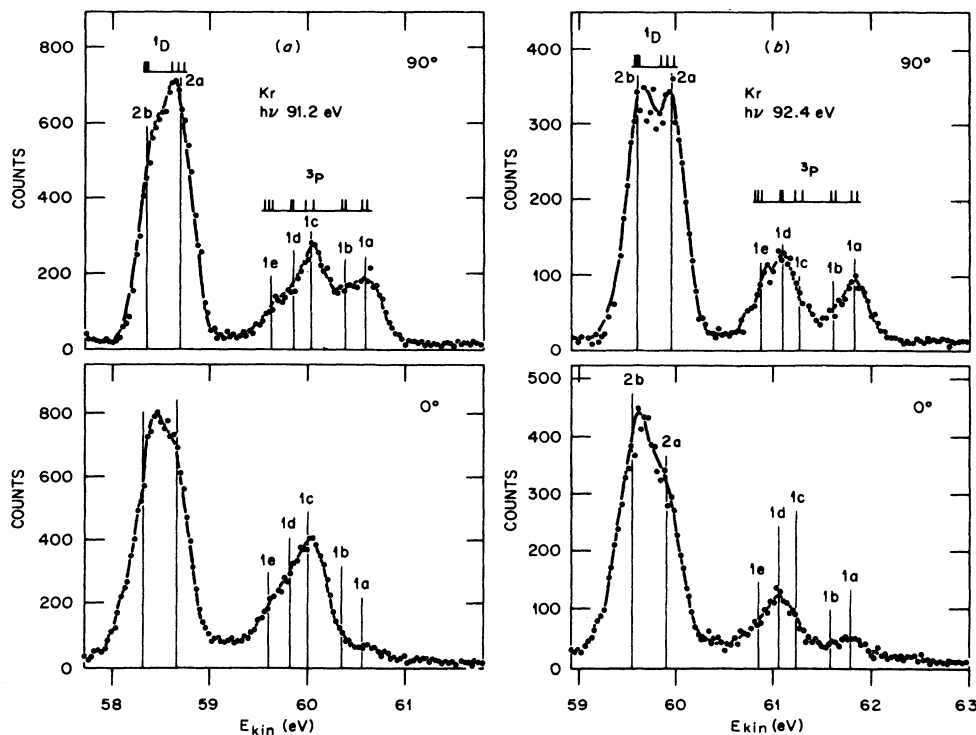 (a)
90°
¹D
2a
2b
Kr
hν 91.2 eV
³P
1e
1d
1c
1b
1a
COUNTS
800
600
400
200
0
(b)
90°
¹D
2b
2a
Kr
hν 92.4 eV
³P
1e
1d
1c
1b
1a
COUNTS
400
300
200
100
0
0°
1e
1d
1c
1b
1a
COUNTS
800
600
400
200
0
58
59
60
61
Ekin (eV)
0°
2b
2a
1e
1d
1c
1b
1a
COUNTS
500
400
300
200
100
0
59
60
61
62
63
Ekin (eV)